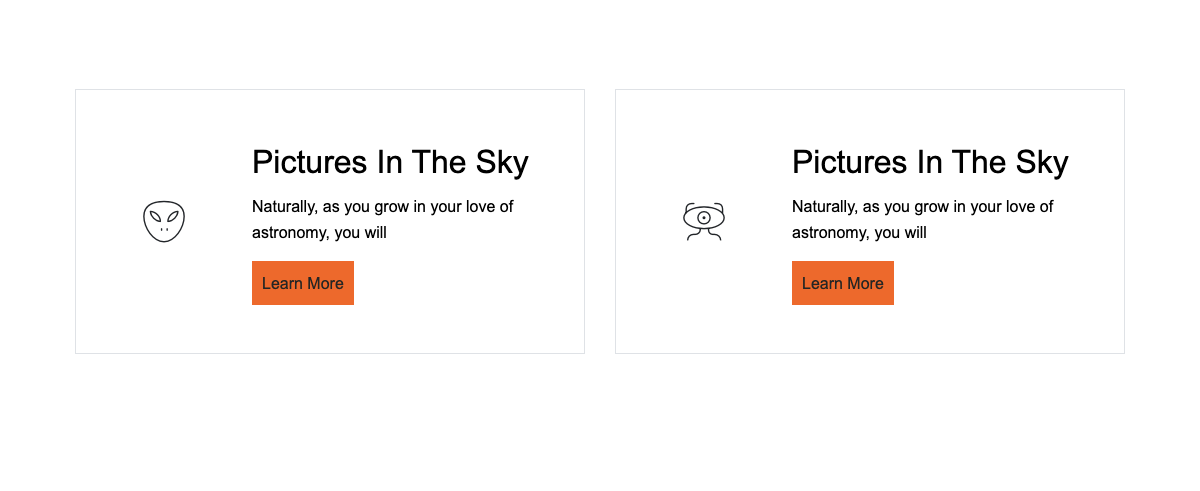 Pictures In The Sky
Naturally, as you grow in your love of
astronomy, you will
Learn More
Pictures In The Sky
Naturally, as you grow in your love of
astronomy, you will
Learn More